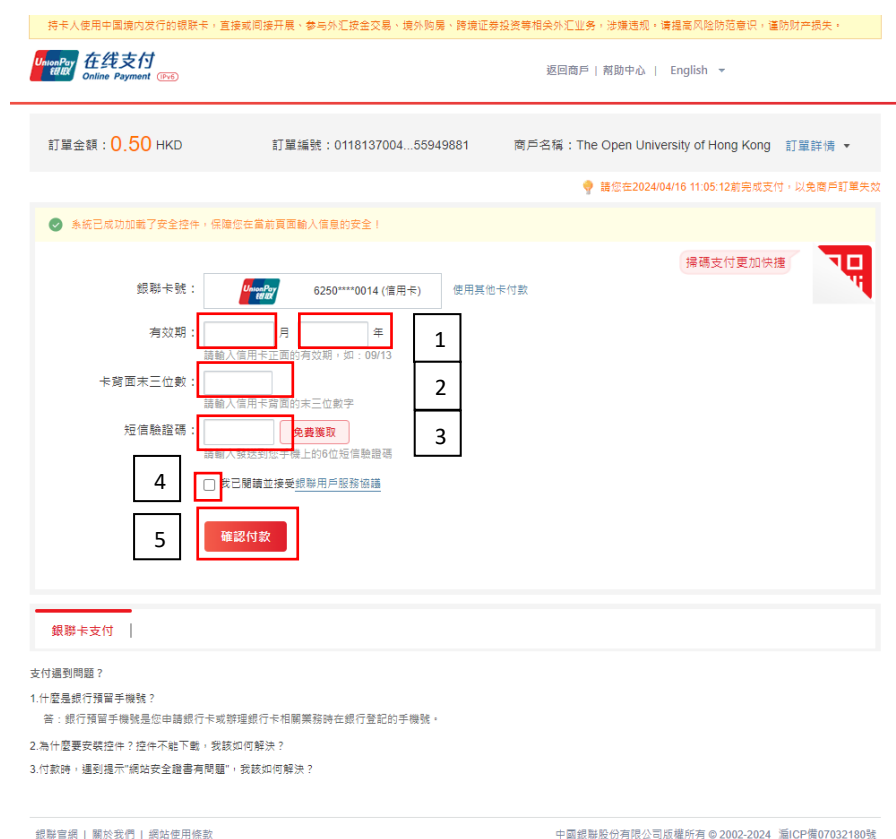 持卡人使用中国境内发行的银联卡，直接或间接开展、参与外汇按金交易、境外购房、跨境证券投资等相关外汇业务，涉嫌违规，请提高风险防范意识，谨防财产损失。
UnionPay 银联 在线支付
Online Payment (IPv6)
返回商戶 | 幫助中心 | English
訂單金額：0.50 HKD 訂單編號：0118137004...55949881 商戶名稱：The Open University of Hong Kong 訂單詳情
請您在2024/04/16 11:05:12前完成支付，以免商戶訂單失效
系統已成功加載了安全控件，保障您在當前頁面輸入信息的安全！
掃碼支付更加快捷
銀聯卡號： UnionPay 银联 6250****0014 (信用卡) 使用其他卡付款
有效期： 月 年 1
請輸入信用卡正面的有效期，如：09/13
卡背面末三位數： 2
請輸入信用卡背面的末三位數字
短信驗證碼： 免費獲取 3
請輸入發送到您手機上的6位短信驗證碼
4 我已閱讀並接受銀聯用戶服務協議
5 確認付款
銀聯卡支付
支付遇到問題？
1.什麼是銀行預留手機號？
答：銀行預留手機號是您申請銀行卡或辦理銀行卡相關業務時在銀行登記的手機號。
2.為什麼要安裝控件？控件不能下載，我該如何解決？
3.付款時，遇到提示“網站安全證書有問題”，我該如何解決？
銀聯官網 | 關於我們 | 網站使用條款 中國銀聯股份有限公司版權所有 © 2002-2024 滬ICP備07032180號